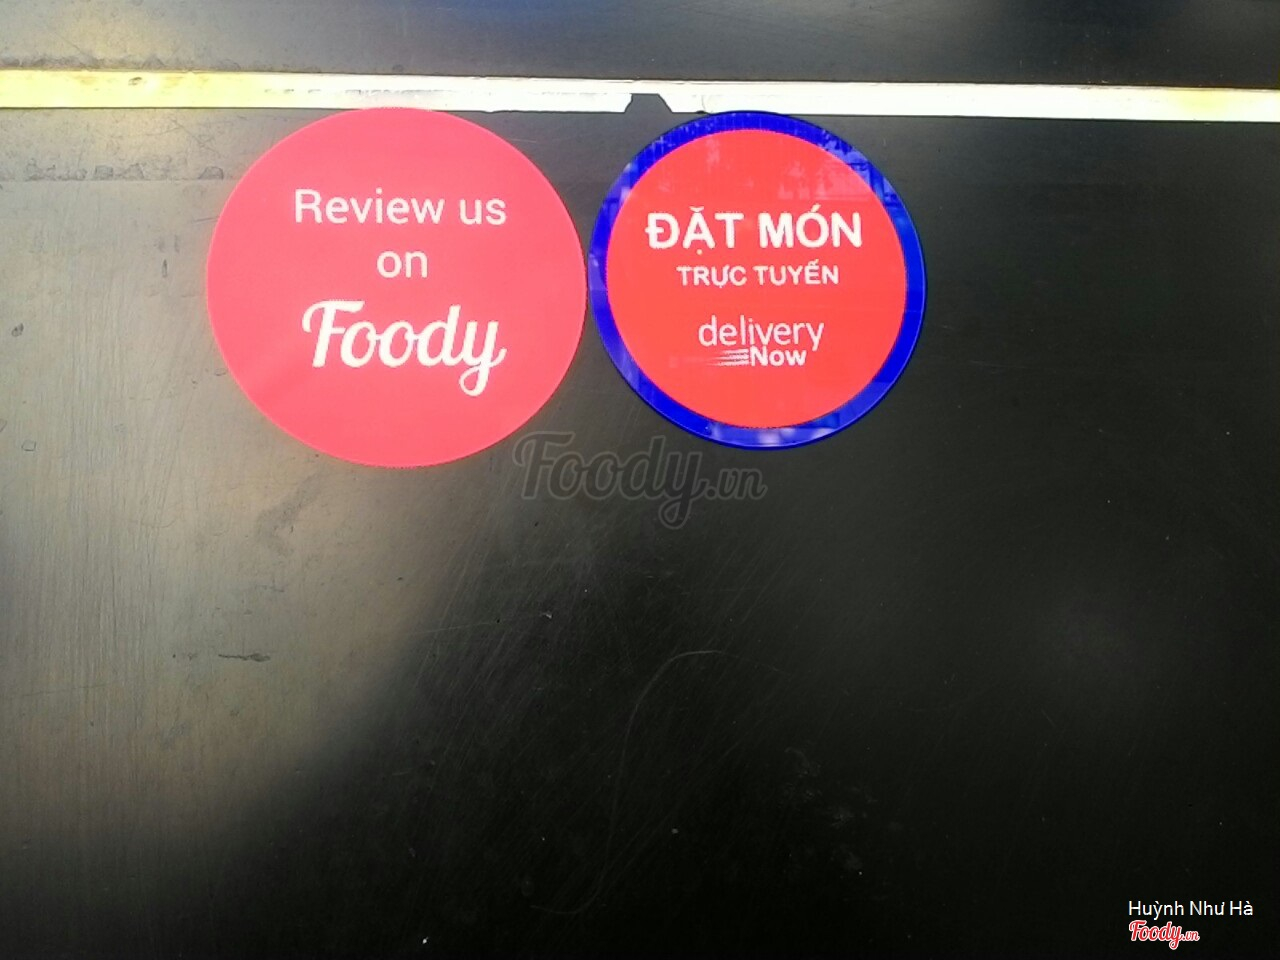 Review us
on
Foody
ĐẶT MÓN
TRỰC TUYẾN
delivery
Now
Foody.vn
Huỳnh Như Hà
Foody.vn